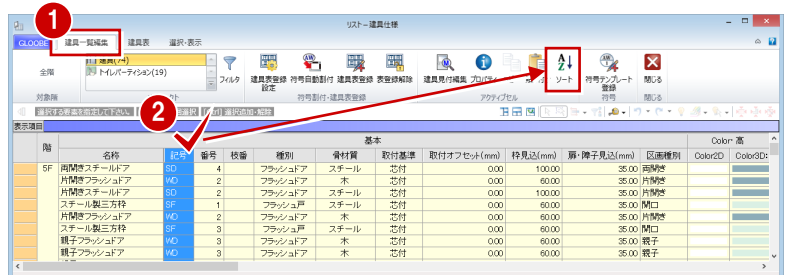 リスト－建具仕様
1
GLOOBE 建具一覧編集 建具表 選択・表示
全階
建具(74)
トイレパーティション(19)
フィルタ
建具表登録設定 符号自動割付 建具表登録 表登録解除
建具見付編集 プロパティ
ソート
符号テンプレート登録
閉じる
対象階
符号割付・建具表登録
アクティブセル
符号
閉じる
2
表示項目
基本
Color・高
階 名称 記号 番号 枝番 種別 骨材質 取付基準 取付オフセット(mm) 枠見込(mm) 扉・障子見込(mm) 区画種別 Color2D Color3D:
5F 両開きスチールドア SD 4 フラッシュドア スチール 芯付 0.00 100.00 35.00 両開き
片開きフラッシュドア WD 2 フラッシュドア 木 芯付 0.00 60.00 35.00 片開き
片開きスチールドア SD 2 フラッシュドア スチール 芯付 0.00 100.00 35.00 片開き
スチール製三方枠 SF 1 フラッシュ戸 スチール 芯付 0.00 60.00 35.00 開口
片開きフラッシュドア WD 2 フラッシュドア 木 芯付 0.00 60.00 35.00 片開き
スチール製三方枠 SF 3 フラッシュ戸 スチール 芯付 0.00 60.00 35.00 開口
親子フラッシュドア WD 3 フラッシュドア 木 芯付 0.00 60.00 35.00 親子
親子フラッシュドア WD 3 フラッシュドア 木 芯付 0.00 60.00 35.00 親子